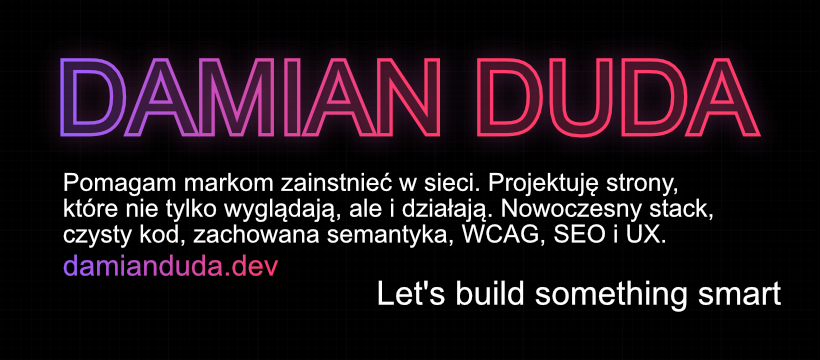 DAMIAN DUDA
Pomagam markom zainstnieć w sieci. Projektuję strony,
które nie tylko wyglądają, ale i działają. Nowoczesny stack,
czysty kod, zachowana semantyka, WCAG, SEO i UX.
damianduda.dev
Let's build something smart